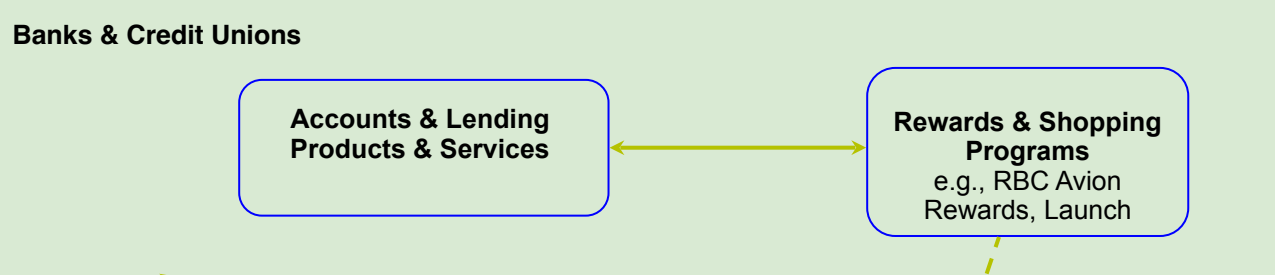 Banks & Credit Unions
Accounts & Lending
Products & Services
Rewards & Shopping
Programs
e.g., RBC Avion
Rewards, Launch